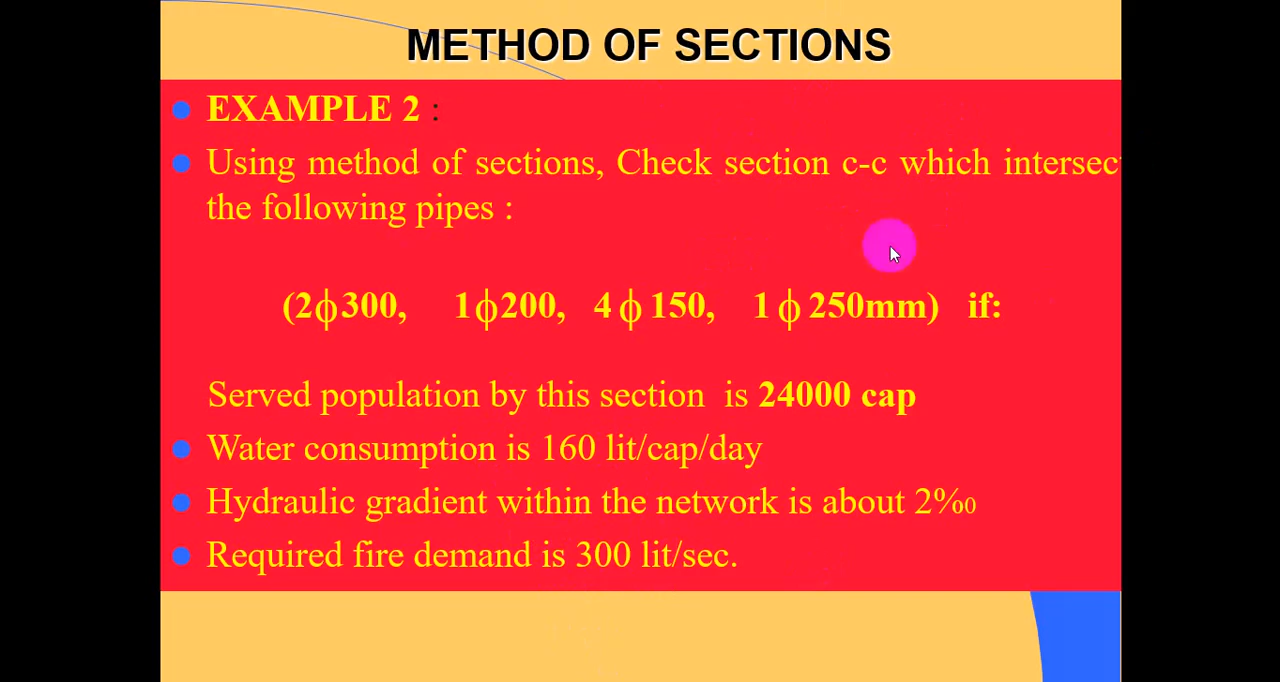 METHOD OF SECTIONS
EXAMPLE 2 :
Using method of sections, Check section c-c which intersec
the following pipes :
(2ϕ300, 1ϕ200, 4 ϕ 150, 1 ϕ 250mm) if:
Served population by this section is 24000 cap
Water consumption is 160 lit/cap/day
Hydraulic gradient within the network is about 2%0
Required fire demand is 300 lit/sec.